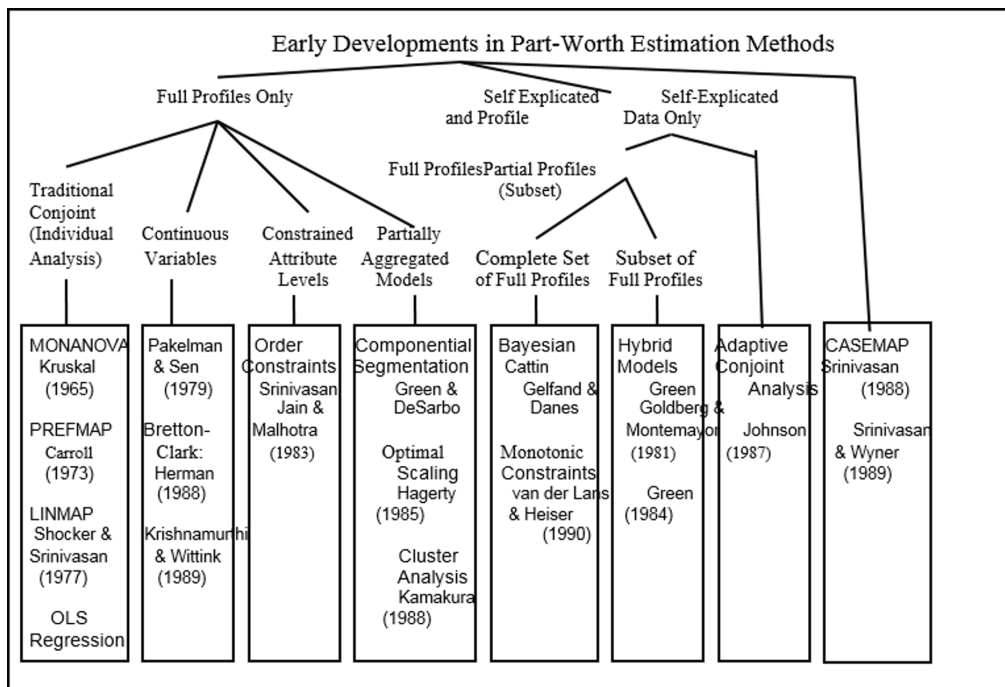 Early Developments in Part-Worth Estimation Methods
Full Profiles Only
Self Explicated
and Profile
Self-Explicated
Data Only
Full ProfilesPartial Profiles
(Subset)
Traditional
Conjoint
(Individual
Analysis)
Continuous
Variables
Constrained
Attribute
Levels
Partially
Aggregated
Models
Complete Set
of Full Profiles
Subset of
Full Profiles
MONANOVA
Kruskal
(1965)
PREFMAP
Carroll
(1973)
LINMAP
Shocker &
Srinivasan
(1977)
OLS
Regression
Pakelman
& Sen
(1979)
Bretton-
Clark:
Herman
(1988)
Krishnamurthi
& Wittink
(1989)
Order
Constraints
Srinivasan
Jain &
Malhotra
(1983)
Componential
Segmentation
Green &
DeSarbo
Optimal
Scaling
Hagerty
(1985)
Cluster
Analysis
Kamakura
(1988)
Bayesian
Cattin
Gelfand &
Danes
Monotonic
Constraints
van der Lans
& Heiser
(1990)
Hybrid
Models
Green
Goldberg &
Montemayor
(1981)
Green
(1984)
Adaptive
Conjoint
Analysis
Johnson
(1987)
CASEMAP
Srinivasan
(1988)
Srinivasan
& Wyner
(1989)